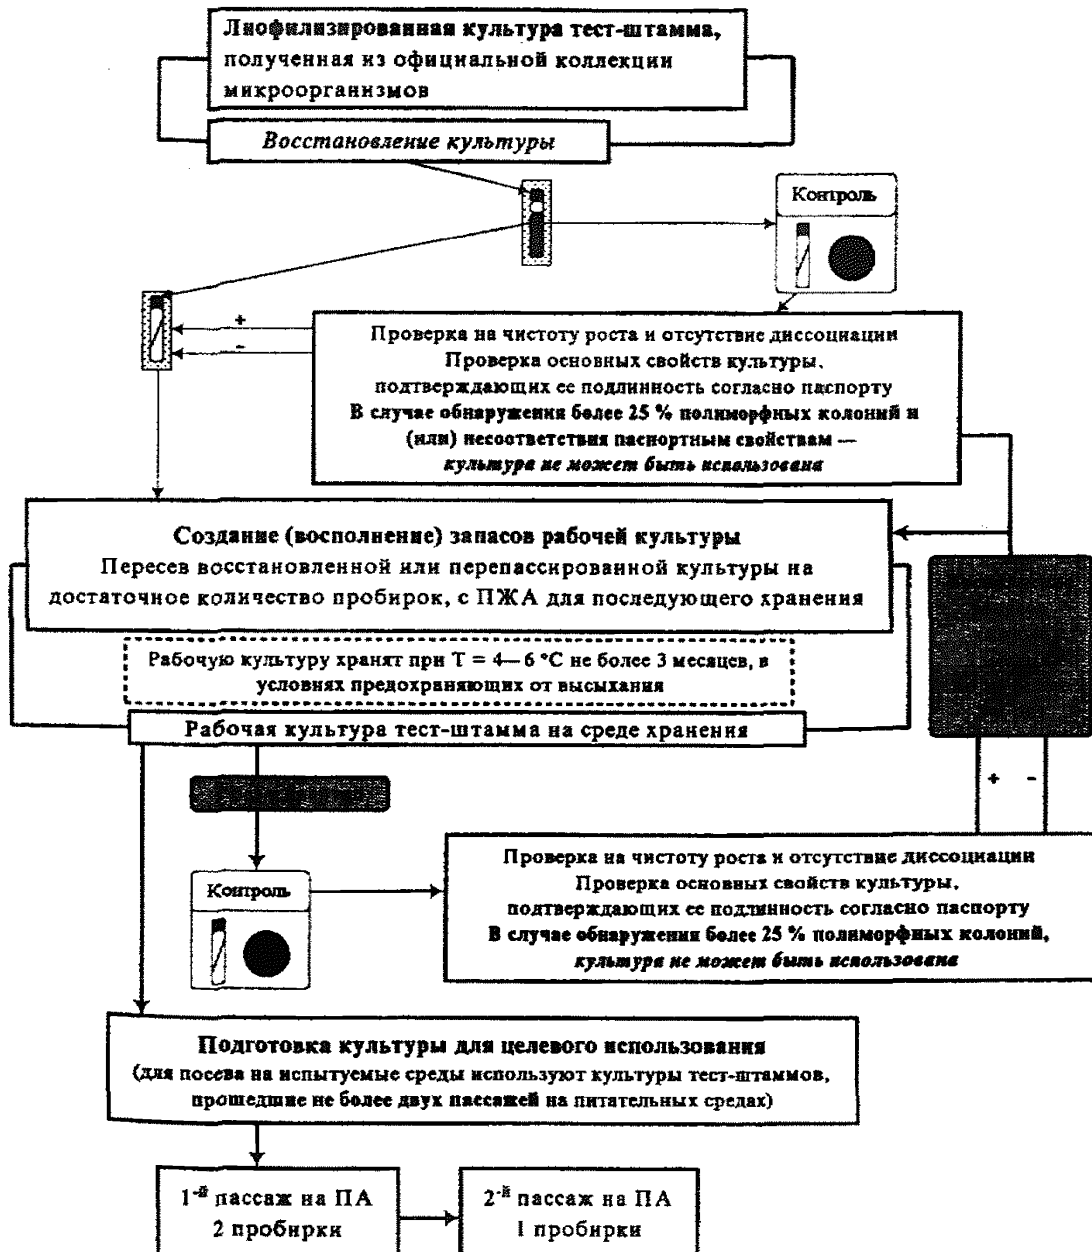 Лиофилизированная культура тест-штамма,
полученная из официальной коллекции
микроорганизмов
Восстановление культуры
Контроль
+
-
Проверка на чистоту роста и отсутствие диссоциации
Проверка основных свойств культуры,
подтверждающих ее подлинность согласно паспорту
В случае обнаружения более 25 % полиморфных колоний и
(или) несоответствия паспортным свойствам —
культура не может быть использована
Создание (восполнение) запасов рабочей культуры
Пересев восстановленной или перепассированной культуры на
достаточное количество пробирок, с ПЖА для последующего хранения
Рабочую культуру хранят при Т = 4— 6 °С не более 3 месяцев, в
условиях предохраняющих от высыхания
Рабочая культура тест-штамма на среде хранения
+ -
Контроль
Проверка на чистоту роста и отсутствие диссоциации
Проверка основных свойств культуры,
подтверждающих ее подлинность согласно паспорту
В случае обнаружения более 25 % полиморфных колоний,
культура не может быть использована
Подготовка культуры для целевого использования
(для посева на испытуемые среды используют культуры тест-штаммов,
прошедшие не более двух пассажей на питательных средах)
1-й пассаж на ПА
2 пробирки
2-й пассаж на ПА
1 пробирки